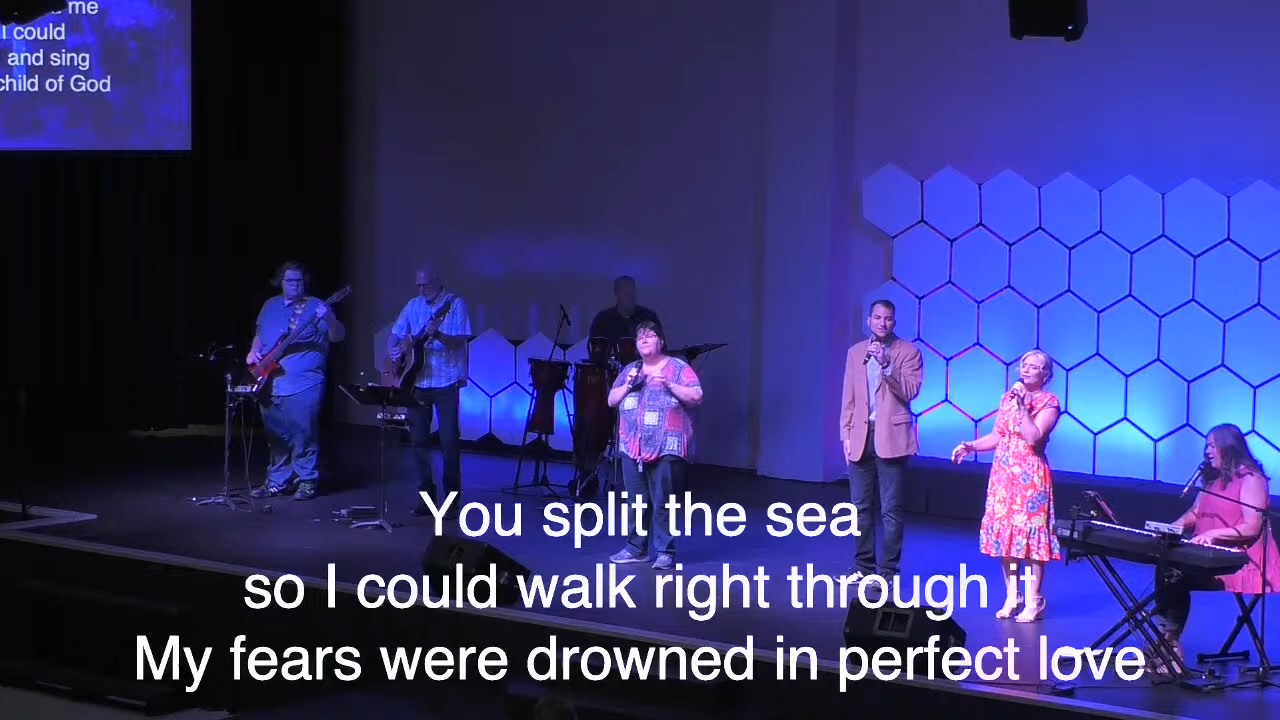 me
I could
and sing
child of God
You split the sea
so I could walk right through it
My fears were drowned in perfect love